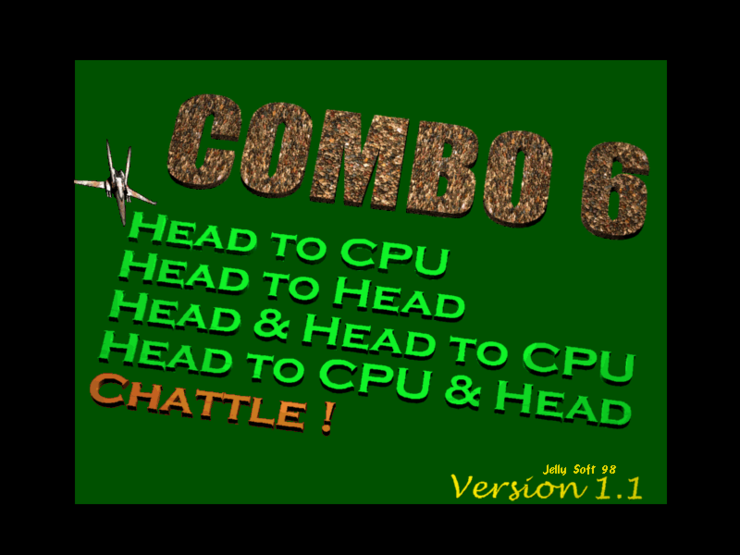 COMBO 6
HEAD TO CPU
HEAD TO HEAD
HEAD & HEAD TO CPU
HEAD TO CPU & HEAD
CHATTLE !
Jelly Soft 98
Version 1.1